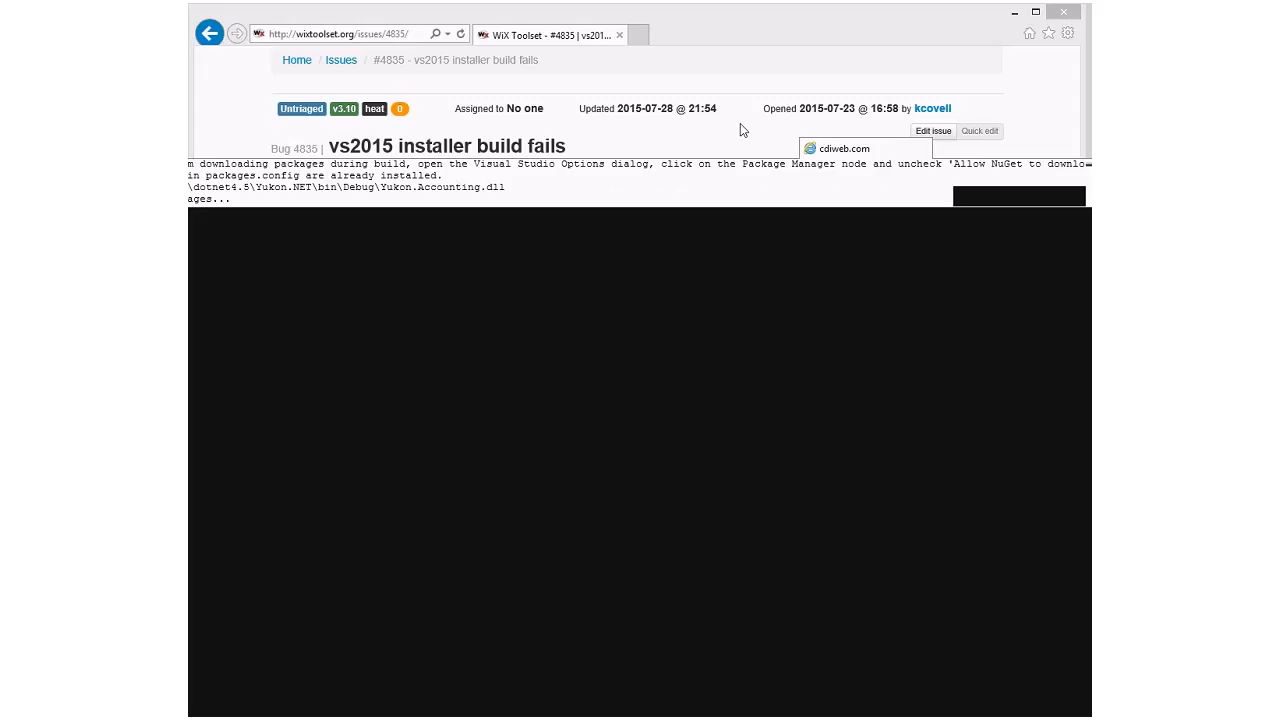 http://wixtoolset.org/issues/4835/
WiX Toolset - #4835 | vs201...
Home / Issues / #4835 - vs2015 installer build fails
Untriaged v3.10 heat 0 Assigned to No one Updated 2015-07-28 @ 21:54 Opened 2015-07-23 @ 16:58 by kcovell
Edit issue Quick edit
Bug 4835 | vs2015 installer build fails
cdiweb.com
m downloading packages during build, open the Visual Studio Options dialog, click on the Package Manager node and uncheck 'Allow NuGet to downlo
in packages.config are already installed.
\dotnet4.5\Yukon.NET\bin\Debug\Yukon.Accounting.dll
ages...